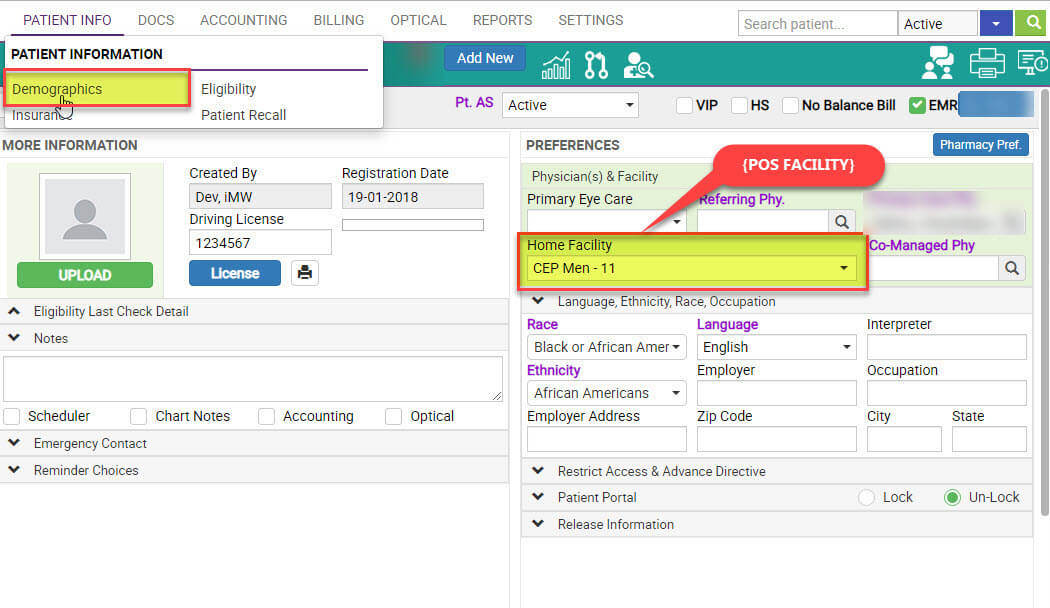 PATIENT INFO DOCS ACCOUNTING BILLING OPTICAL REPORTS SETTINGS
Search patient... Active
PATIENT INFORMATION
Add New
Demographics Eligibility
Insurance Patient Recall
Pt. AS Active VIP HS No Balance Bill EMR
MORE INFORMATION
PREFERENCES Pharmacy Pref.
{POS FACILITY}
Created By Registration Date
Dev, iMW 19-01-2018
Driving License
1234567
UPLOAD License
Physician(s) & Facility
Primary Eye Care Referring Phy.
Home Facility Co-Managed Phy
CEP Men - 11
Eligibility Last Check Detail
Notes
Scheduler Chart Notes Accounting Optical
Emergency Contact
Reminder Choices
Language, Ethnicity, Race, Occupation
Race Language Interpreter
Black or African Amer English
Ethnicity Employer Occupation
African Americans
Employer Address Zip Code City State
Restrict Access & Advance Directive
Patient Portal Lock Un-Lock
Release Information